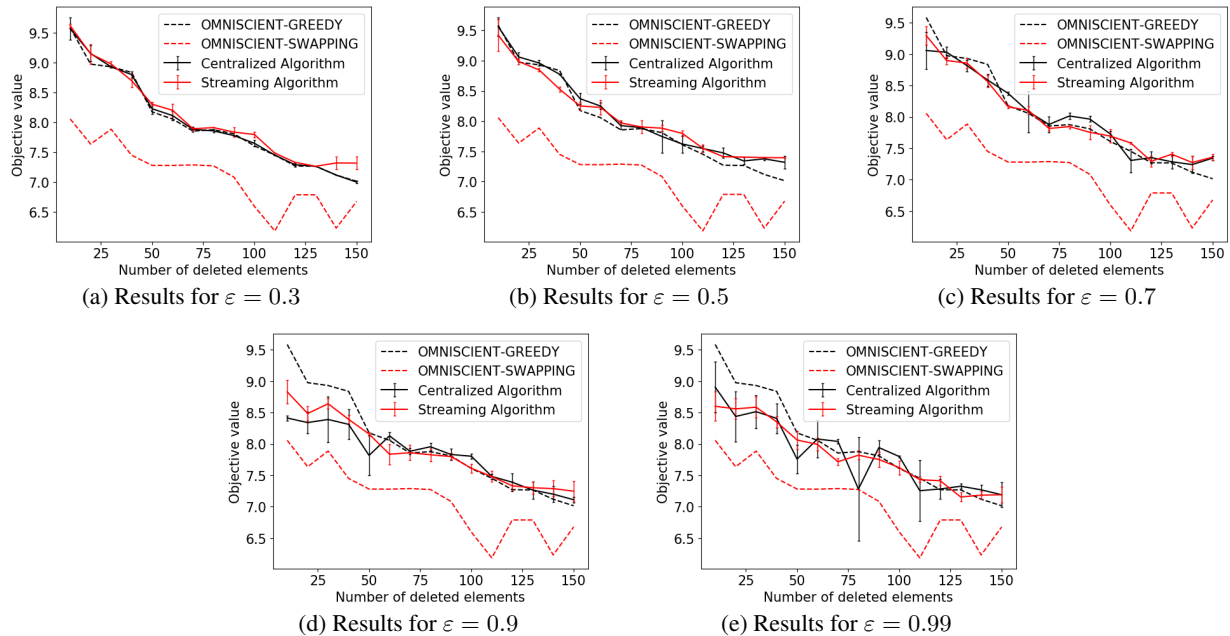 OMNISCIENT-GREEDY
OMNISCIENT-SWAPPING
Centralized Algorithm
Streaming Algorithm
Objective value
9.5
9.0
8.5
8.0
7.5
7.0
6.5
25
50
75
100
125
150
Number of deleted elements
(a) Results for ε = 0.3
OMNISCIENT-GREEDY
OMNISCIENT-SWAPPING
Centralized Algorithm
Streaming Algorithm
Objective value
9.5
9.0
8.5
8.0
7.5
7.0
6.5
25
50
75
100
125
150
Number of deleted elements
(b) Results for ε = 0.5
OMNISCIENT-GREEDY
OMNISCIENT-SWAPPING
Centralized Algorithm
Streaming Algorithm
Objective value
9.5
9.0
8.5
8.0
7.5
7.0
6.5
25
50
75
100
125
150
Number of deleted elements
(c) Results for ε = 0.7
OMNISCIENT-GREEDY
OMNISCIENT-SWAPPING
Centralized Algorithm
Streaming Algorithm
Objective value
9.5
9.0
8.5
8.0
7.5
7.0
6.5
25
50
75
100
125
150
Number of deleted elements
(d) Results for ε = 0.9
OMNISCIENT-GREEDY
OMNISCIENT-SWAPPING
Centralized Algorithm
Streaming Algorithm
Objective value
9.5
9.0
8.5
8.0
7.5
7.0
6.5
25
50
75
100
125
150
Number of deleted elements
(e) Results for ε = 0.99